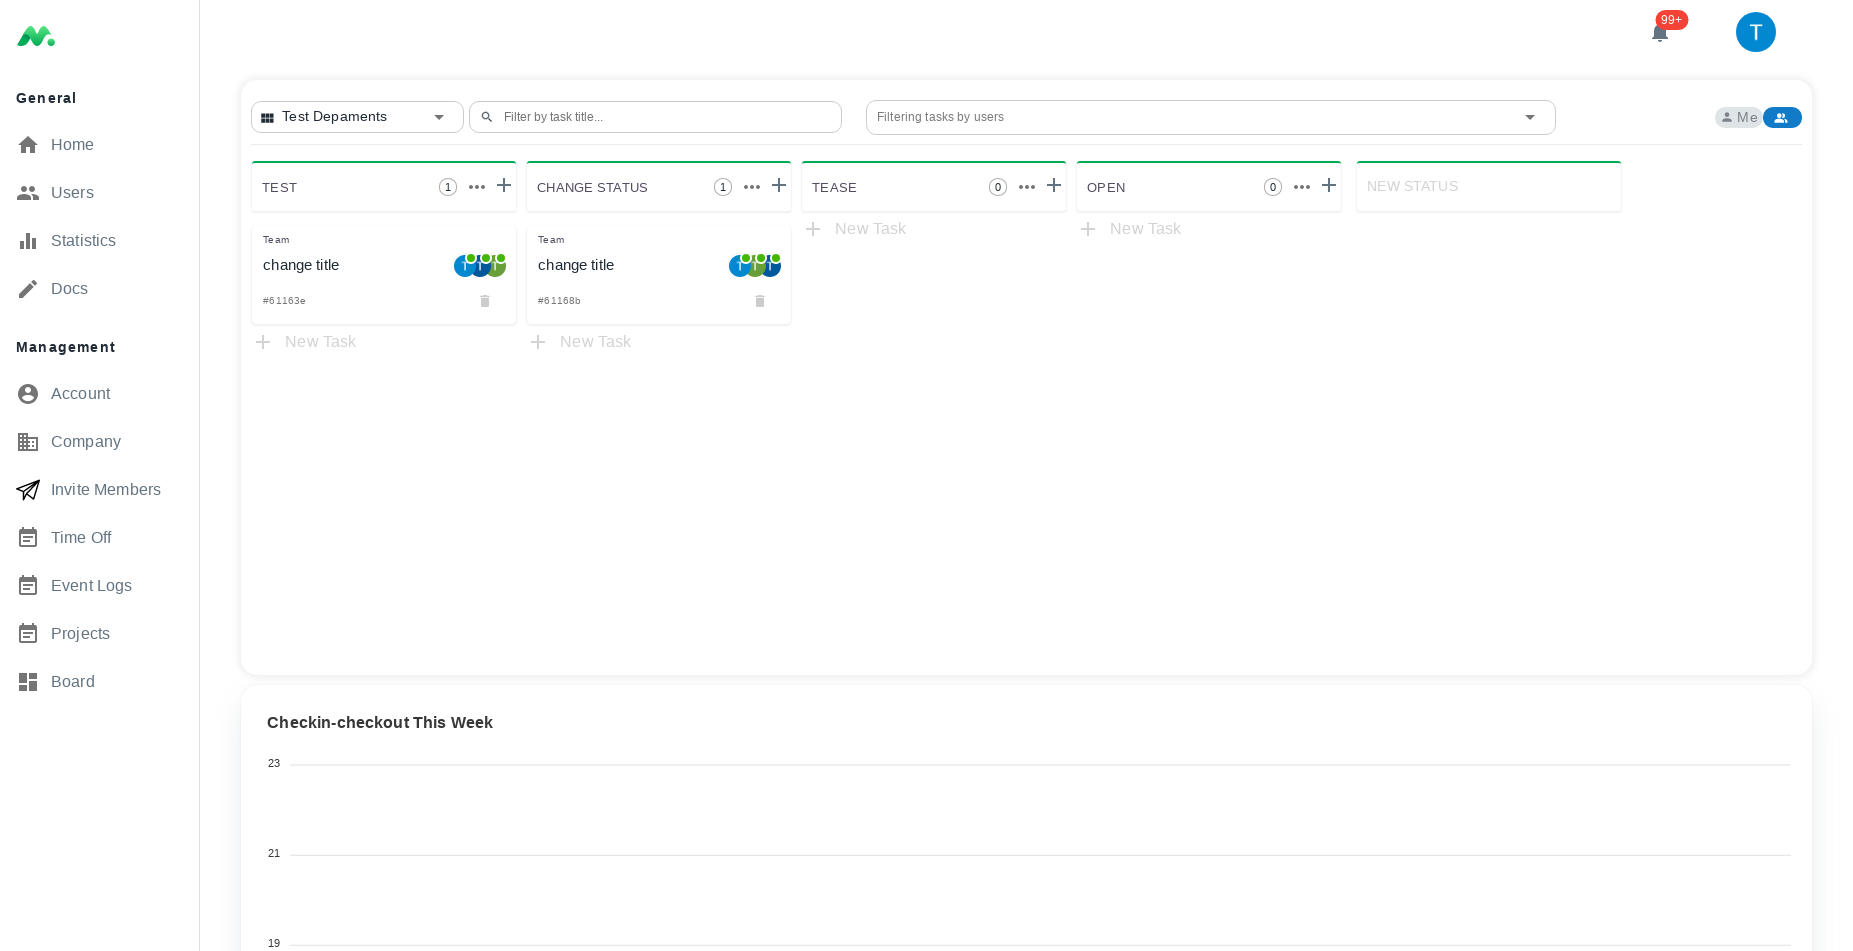 99+
T
General
Home
Users
Statistics
Docs
Management
Account
Company
Invite Members
Time Off
Event Logs
Projects
Board
Test Depaments
Filter by task title...
Filtering tasks by users
Me
TEST
1
CHANGE STATUS
1
TEASE
0
OPEN
0
NEW STATUS
Team
change title
T T T
#61163e
New Task
Team
change title
T T T
#61168b
New Task
New Task
New Task
Checkin-checkout This Week
23
21
19